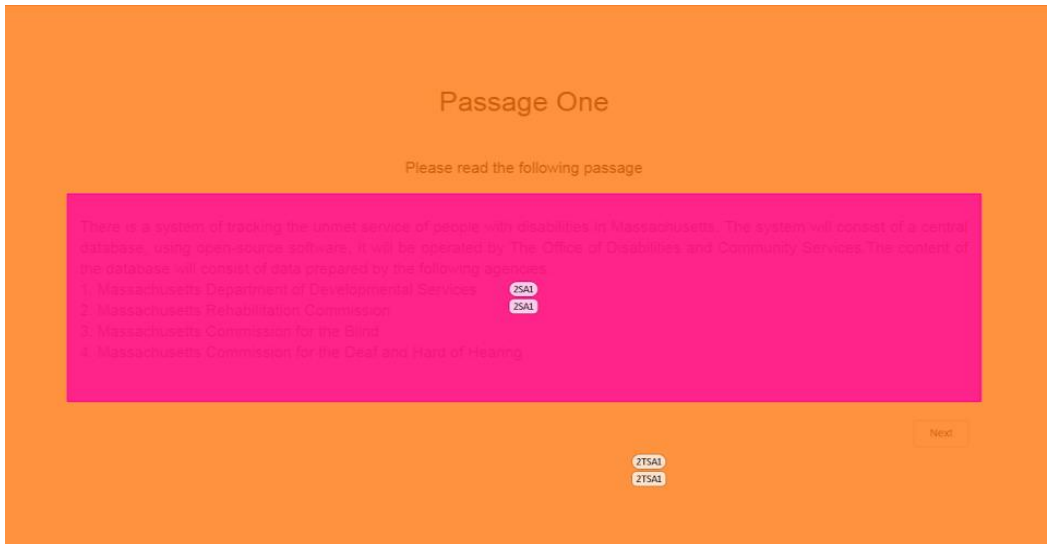 Passage One
Please read the following passage
There is a system of tracking the unmet service of people with disabilities in Massachusetts. The system will consist of a central
database, using open-source software. It will be operated by The Office of Disabilities and Community Services.The content of
the database will consist of data prepared by the following agencies
1. Massachusetts Department of Developmental Services
2SA1
2. Massachusetts Rehabilitation Commission
2SA1
3. Massachusetts Commission for the Blind
4. Massachusetts Commission for the Deaf and Hard of Hearing
Next
2TSA1
2TSA1